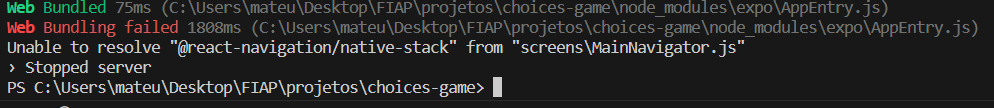 Web Bundled 75ms (C:\Users\mateu\Desktop\FIAP\projetos\choices-game\node_modules\expo\AppEntry.js)
Web Bundling failed 1808ms (C:\Users\mateu\Desktop\FIAP\projetos\choices-game\node_modules\expo\AppEntry.js)
Unable to resolve "@react-navigation/native-stack" from "screens\MainNavigator.js"
› Stopped server
PS C:\Users\mateu\Desktop\FIAP\projetos\choices-game>